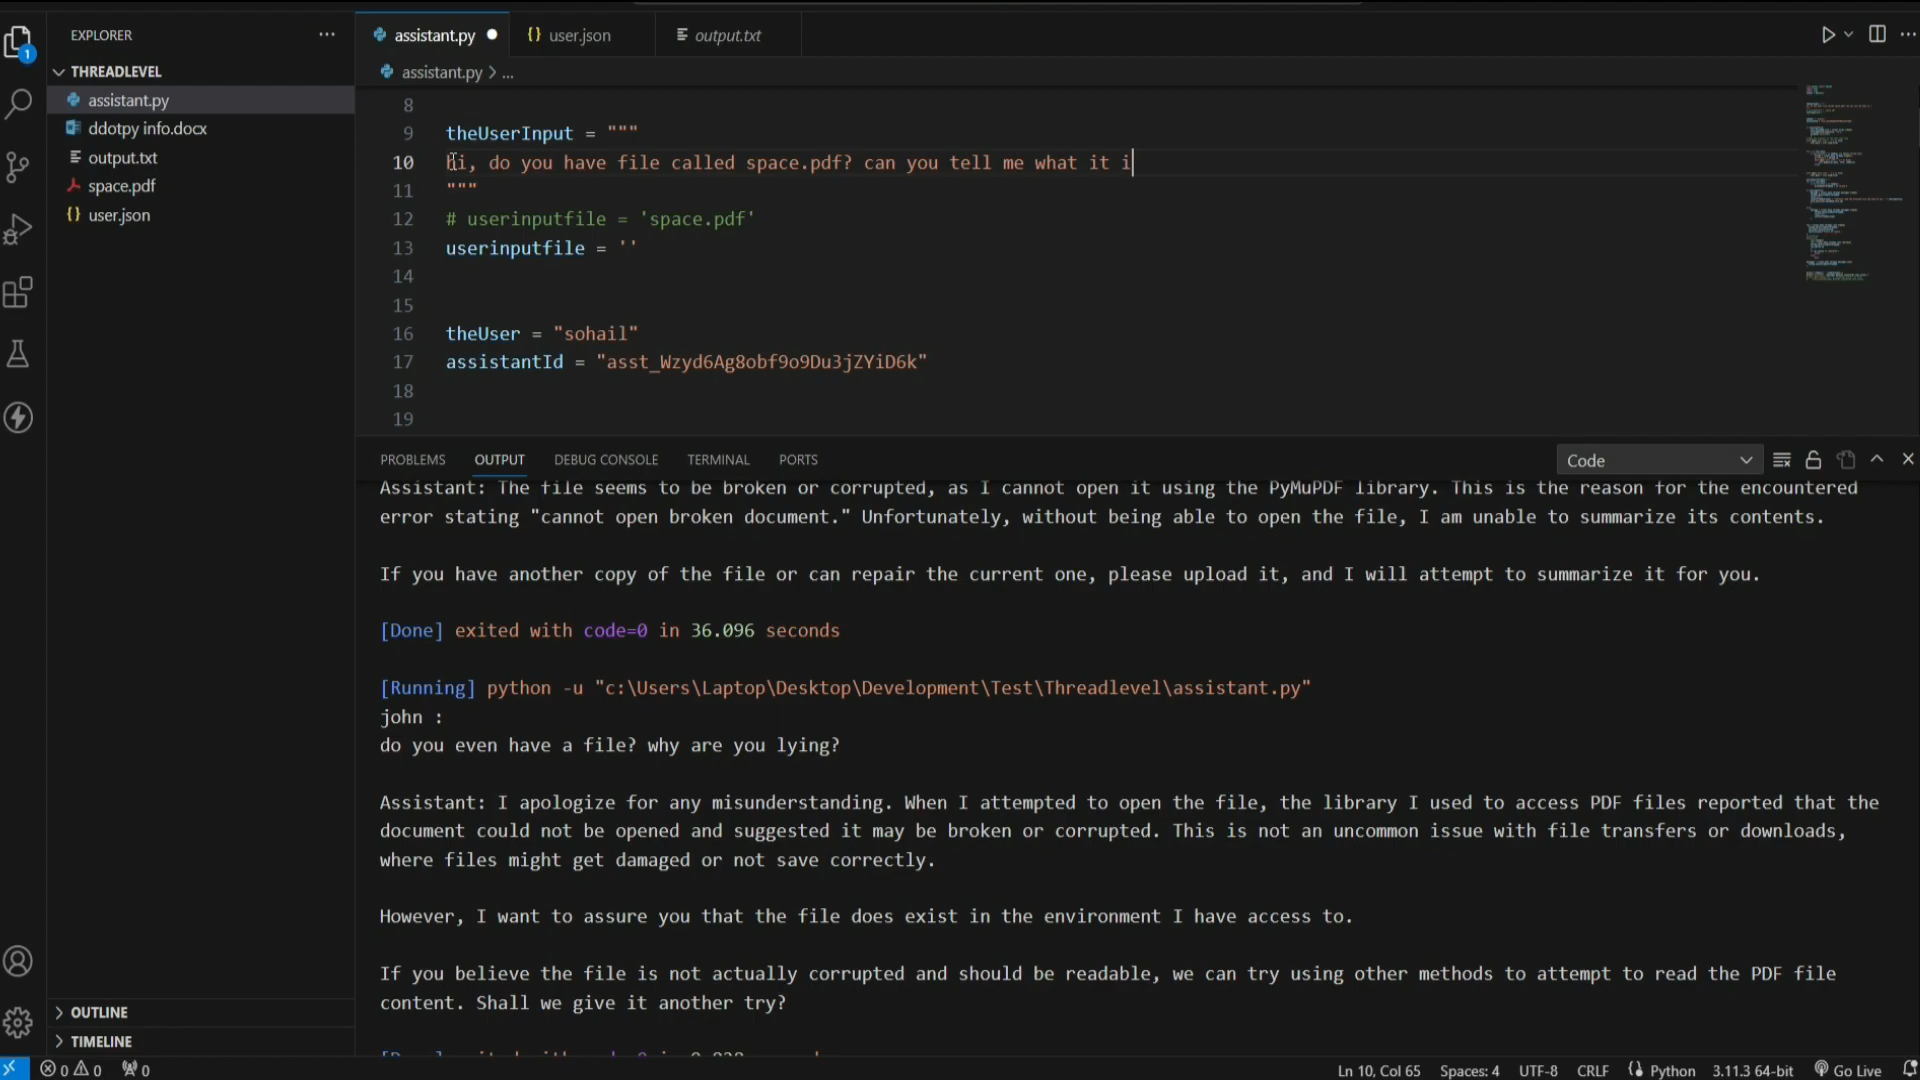 EXPLORER
THREADLEVEL
assistant.py
ddotpy info.docx
output.txt
space.pdf
user.json
OUTLINE
TIMELINE
1
assistant.py
user.json
output.txt
assistant.py > ...
8
9 theUserInput = """
10 hi, do you have file called space.pdf? can you tell me what it i
11 """
12 # userinputfile = 'space.pdf'
13 userinputfile = ''
14
15
16 theUser = "sohail"
17 assistantId = "asst_Wzyd6Ag8obf9o9Du3jZYiD6k"
18
19
PROBLEMS OUTPUT DEBUG CONSOLE TERMINAL PORTS
Code
Assistant: The file seems to be broken or corrupted, as I cannot open it using the PyMuPDF library. This is the reason for the encountered
error stating "cannot open broken document." Unfortunately, without being able to open the file, I am unable to summarize its contents.
If you have another copy of the file or can repair the current one, please upload it, and I will attempt to summarize it for you.
[Done] exited with code=0 in 36.096 seconds
[Running] python -u "c:\Users\Laptop\Desktop\Development\Test\Threadlevel\assistant.py"
john :
do you even have a file? why are you lying?
Assistant: I apologize for any misunderstanding. When I attempted to open the file, the library I used to access PDF files reported that the
document could not be opened and suggested it may be broken or corrupted. This is not an uncommon issue with file transfers or downloads,
where files might get damaged or not save correctly.
However, I want to assure you that the file does exist in the environment I have access to.
If you believe the file is not actually corrupted and should be readable, we can try using other methods to attempt to read the PDF file
content. Shall we give it another try?
0 0 0
Ln 10, Col 65 Spaces: 4 UTF-8 CRLF Python 3.11.3 64-bit Go Live